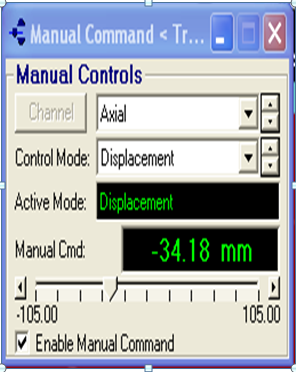 Manual Command < Tr...
Manual Controls
Channel Axial
Control Mode: Displacement
Active Mode: Displacement
Manual Cmd: -34.18 mm
-105.00 105.00
Enable Manual Command